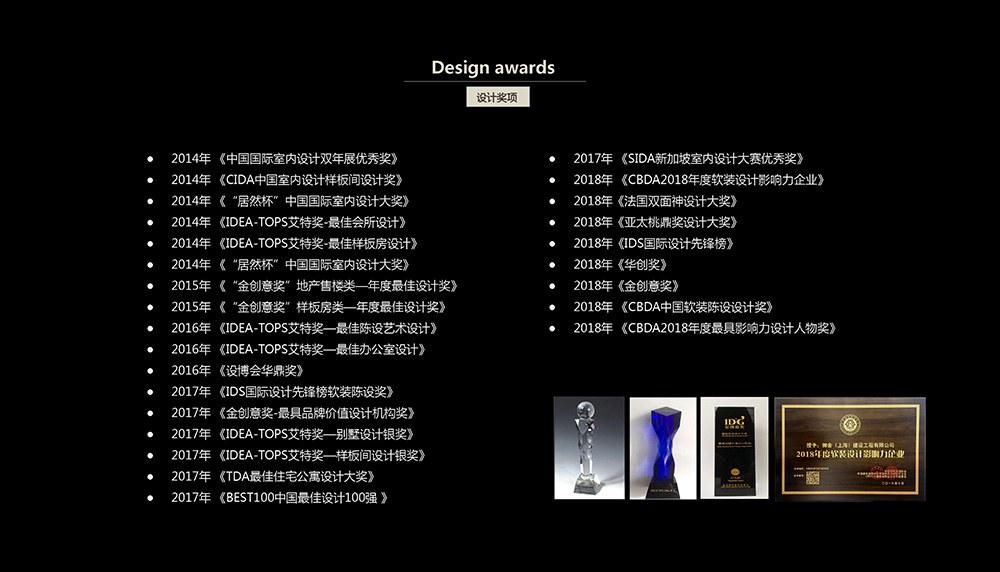 Design awards
设计奖项
● 2014年 《中国国际室内设计双年展优秀奖》
● 2014年 《CIDA中国室内设计样板间设计奖》
● 2014年 《“居然杯”中国国际室内设计大奖》
● 2014年 《IDEA-TOPS艾特奖-最佳会所设计》
● 2014年 《IDEA-TOPS艾特奖-最佳样板房设计》
● 2014年 《“居然杯”中国国际室内设计大奖》
● 2015年 《“金创意奖”地产售楼类—年度最佳设计奖》
● 2015年 《“金创意奖”样板房类—年度最佳设计奖》
● 2016年 《IDEA-TOPS艾特奖—最佳陈设艺术设计》
● 2016年 《IDEA-TOPS艾特奖—最佳办公室设计》
● 2016年 《设博会华鼎奖》
● 2017年 《IDS国际设计先锋榜软装陈设奖》
● 2017年 《金创意奖-最具品牌价值设计机构奖》
● 2017年 《IDEA-TOPS艾特奖—别墅设计银奖》
● 2017年 《IDEA-TOPS艾特奖—样板间设计银奖》
● 2017年 《TDA最佳住宅公寓设计大奖》
● 2017年 《BEST100中国最佳设计100强 》
● 2017年 《SIDA新加坡室内设计大赛优秀奖》
● 2018年 《CBDA2018年度软装设计影响力企业》
● 2018年《法国双面神设计大奖》
● 2018年《亚太桃鼎奖设计大奖》
● 2018年《IDS国际设计先锋榜》
● 2018年《华创奖》
● 2018年《金创意奖》
● 2018年 《CBDA中国软装陈设设计奖》
● 2018年 《CBDA2018年度最具影响力设计人物奖》
2018年度软装设计影响力企业